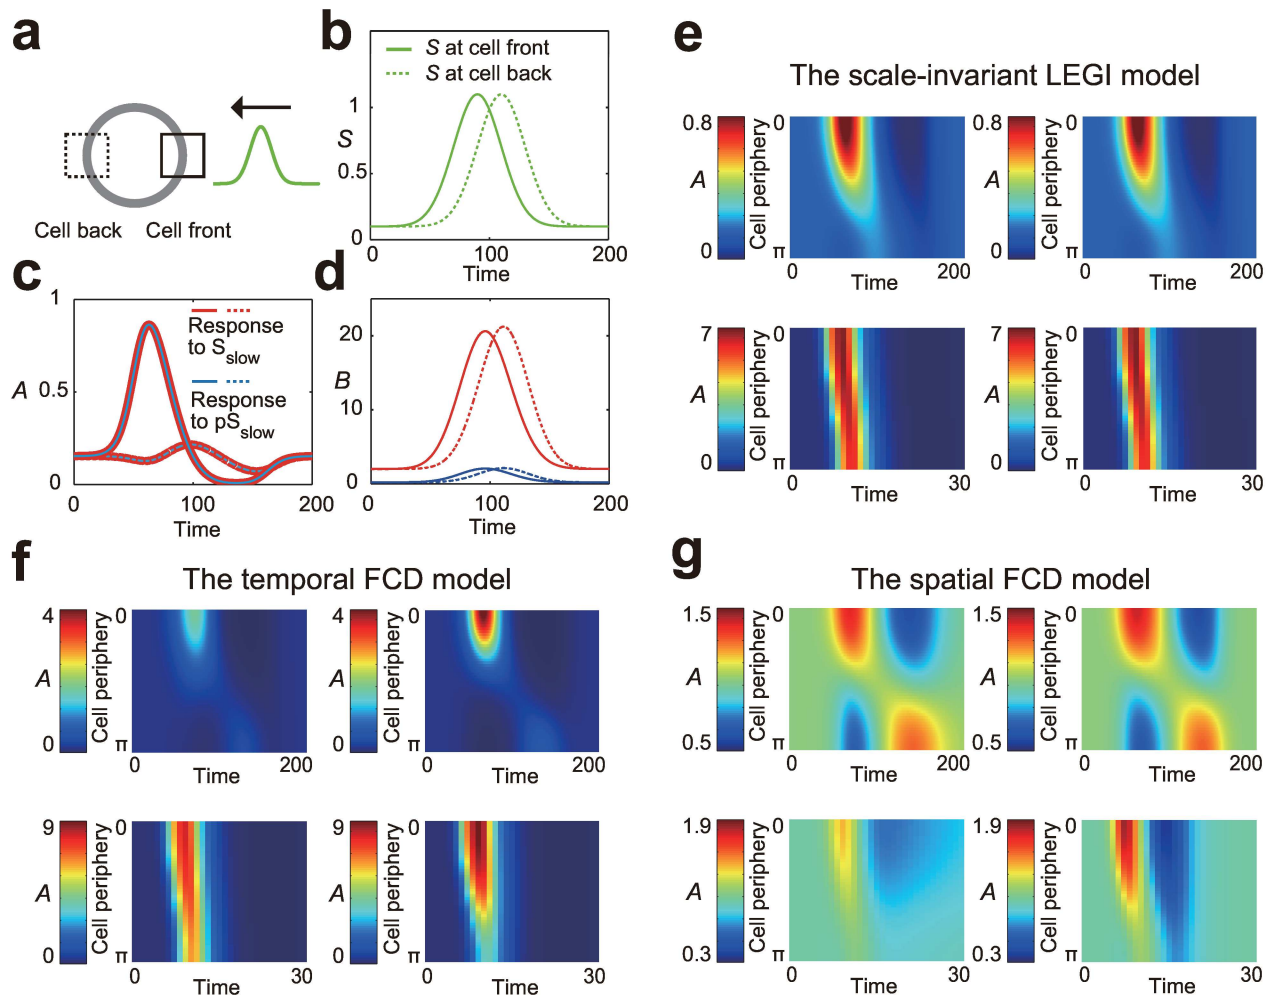 a
Cell back
Cell front
b
S at cell front
S at cell back
S
1
0.5
0
0
100
200
Time
c
1
A
0.5
0
Response
to Sslow
Response
to pSslow
0
100
200
Time
d
B
20
10
0
0
100
200
Time
e
The scale-invariant LEGI model
0.8
A
0
Cell periphery
0
π
0
200
Time
0.8
A
0
Cell periphery
0
π
0
200
Time
7
A
0
Cell periphery
0
π
0
30
Time
7
A
0
Cell periphery
0
π
0
30
Time
f
The temporal FCD model
4
A
0
Cell periphery
0
π
0
200
Time
4
A
0
Cell periphery
0
π
0
200
Time
9
A
0
Cell periphery
0
π
0
30
Time
9
A
0
Cell periphery
0
π
0
30
Time
g
The spatial FCD model
1.5
A
0.5
Cell periphery
0
π
0
200
Time
1.5
A
0.5
Cell periphery
0
π
0
200
Time
1.9
A
0.3
Cell periphery
0
π
0
30
Time
1.9
A
0.3
Cell periphery
0
π
0
30
Time